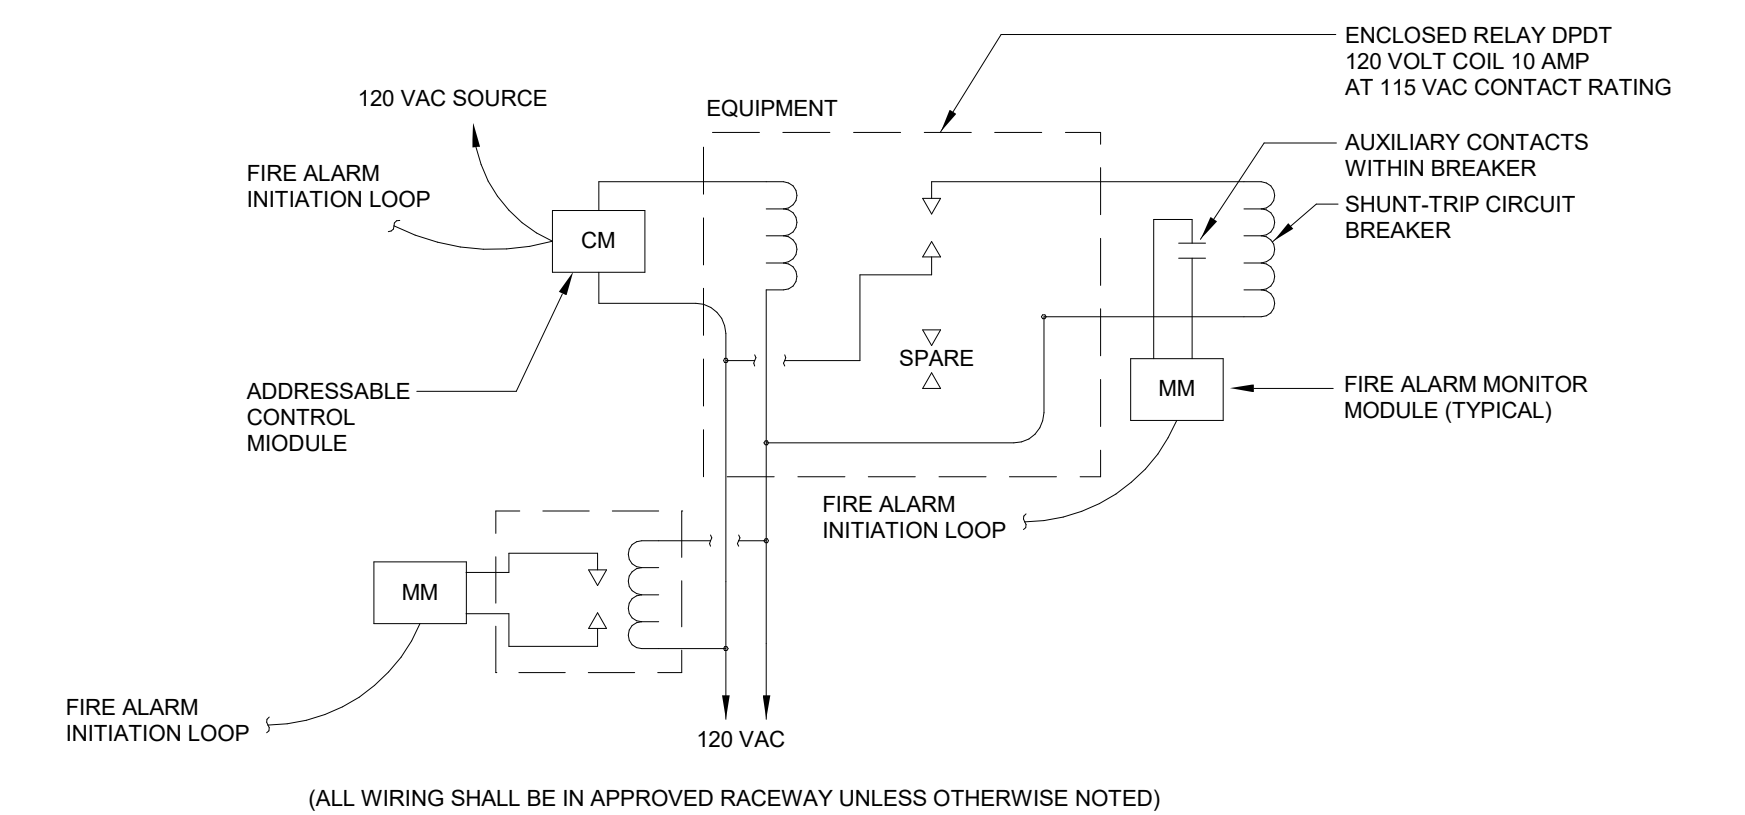 ENCLOSED RELAY DPDT
120 VOLT COIL 10 AMP
AT 115 VAC CONTACT RATING
120 VAC SOURCE
EQUIPMENT
AUXILIARY CONTACTS
WITHIN BREAKER
FIRE ALARM
INITIATION LOOP
SHUNT-TRIP CIRCUIT
BREAKER
CM
SPARE
ADDRESSABLE
CONTROL
MIODULE
MM
FIRE ALARM MONITOR
MODULE (TYPICAL)
FIRE ALARM
INITIATION LOOP
MM
FIRE ALARM
INITIATION LOOP
120 VAC
(ALL WIRING SHALL BE IN APPROVED RACEWAY UNLESS OTHERWISE NOTED)